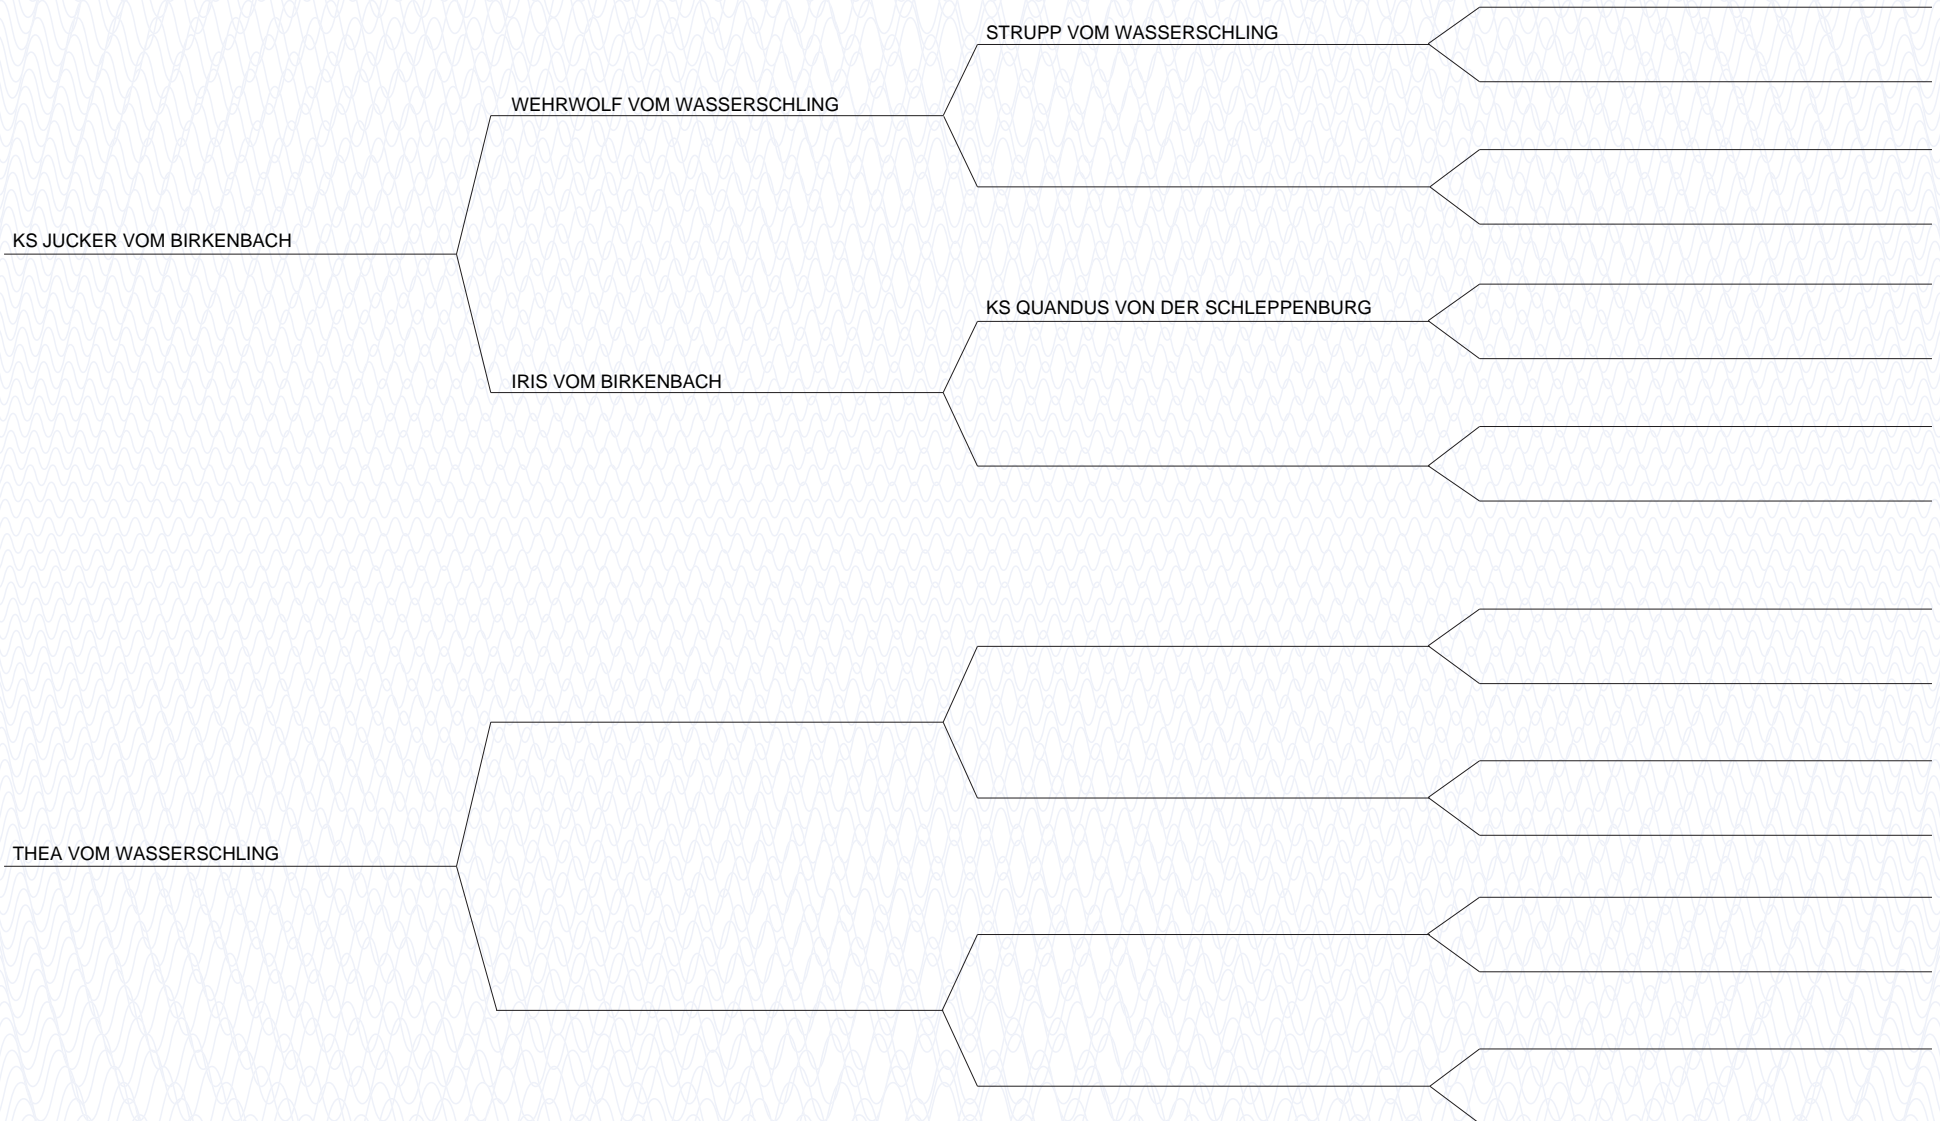 STRUPP VOM WASSERSCHLING
WEHRWOLF VOM WASSERSCHLING
KS JUCKER VOM BIRKENBACH
KS QUANDUS VON DER SCHLEPPENBURG
IRIS VOM BIRKENBACH
THEA VOM WASSERSCHLING